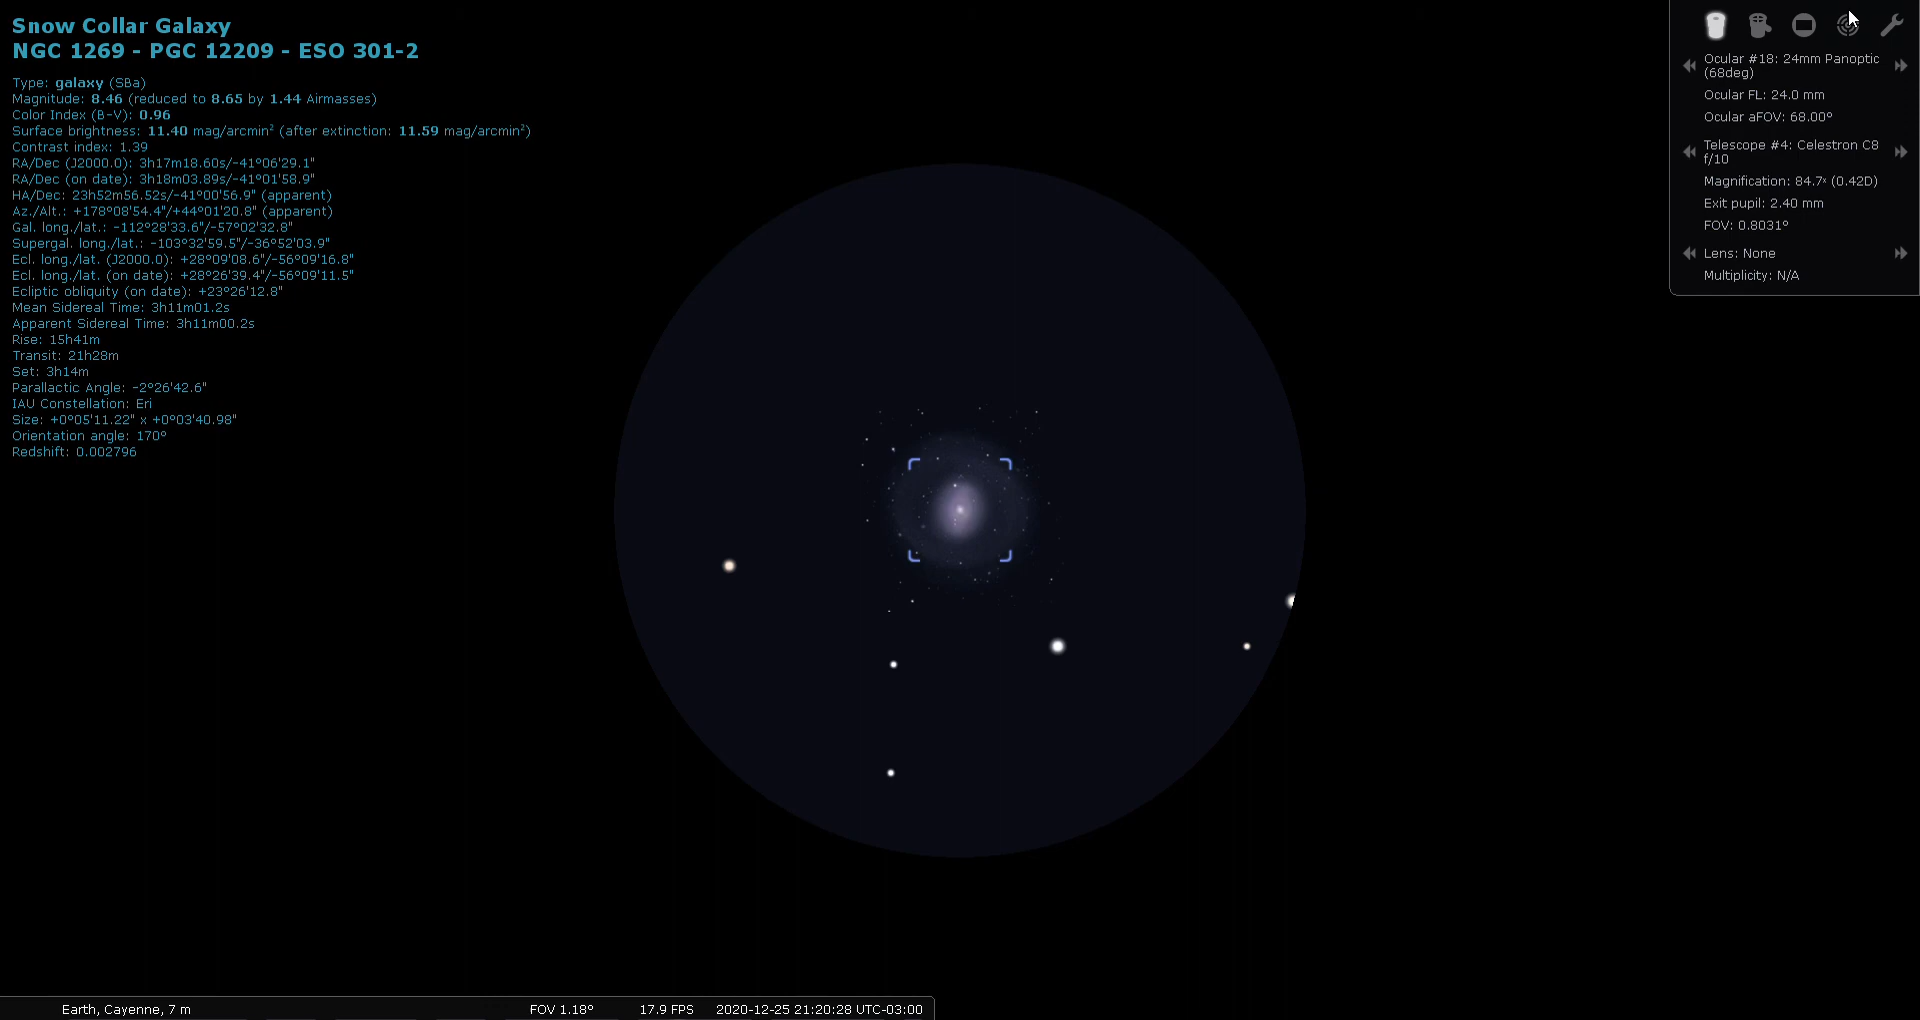 Snow Collar Galaxy
NGC 1269 - PGC 12209 - ESO 301-2
Type: galaxy (SBa)
Magnitude: 8.46 (reduced to 8.65 by 1.44 Airmasses)
Color Index (B-V): 0.96
Surface brightness: 11.40 mag/arcmin² (after extinction: 11.59 mag/arcmin²)
Contrast index: 1.39
RA/Dec (J2000.0): 3h17m18.60s/-41°06'29.1"
RA/Dec (on date): 3h18m03.89s/-41°01'58.9"
HA/Dec: 23h52m56.52s/-41°00'56.9" (apparent)
Az./Alt.: +178°08'54.4"/+44°01'20.8" (apparent)
Gal. long./lat.: -112°28'33.6"/-57°02'32.8"
Supergal. long./lat.: -103°32'59.5"/-36°52'03.9"
Ecl. long./lat. (J2000.0): +28°09'08.6"/-56°09'16.8"
Ecl. long./lat. (on date): +28°26'39.4"/-56°09'11.5"
Ecliptic obliquity (on date): +23°26'12.8"
Mean Sidereal Time: 3h11m01.2s
Apparent Sidereal Time: 3h11m00.2s
Rise: 15h41m
Transit: 21h28m
Set: 3h14m
Parallactic Angle: -2°26'42.6"
IAU Constellation: Eri
Size: +0°05'11.22" x +0°03'40.98"
Orientation angle: 170°
Redshift: 0.002796
Ocular #18: 24mm Panoptic
(68deg)
Ocular FL: 24.0 mm
Ocular aFOV: 68.00°
Telescope #4: Celestron C8
f/10
Magnification: 84.7ˣ (0.42D)
Exit pupil: 2.40 mm
FOV: 0.8031°
Lens: None
Multiplicity: N/A
Earth, Cayenne, 7 m FOV 1.18° 17.9 FPS 2020-12-25 21:20:28 UTC-03:00